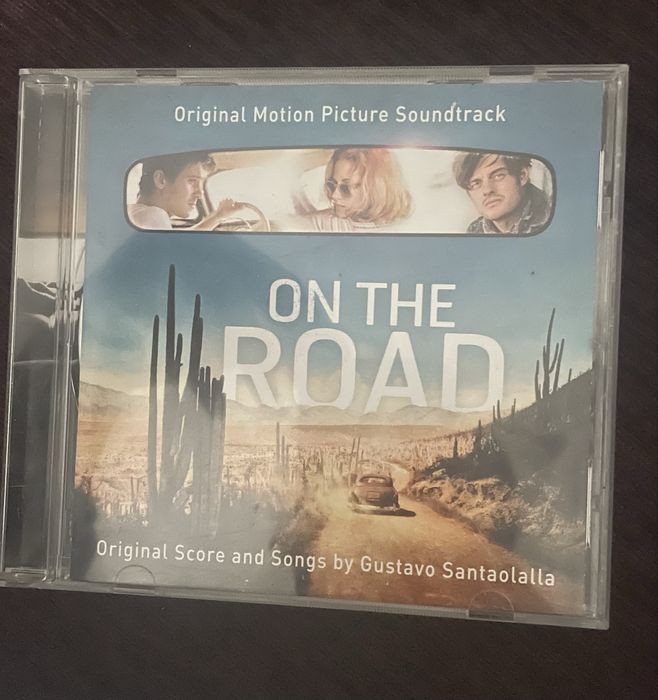 Original Motion Picture Soundtrack
ON THE
ROAD
Original Score and Songs by Gustavo Santaolalla